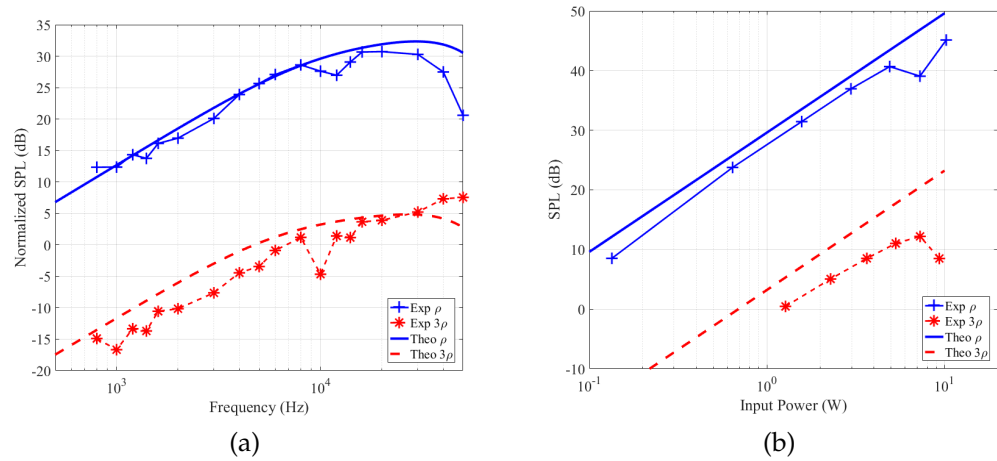 35
30
25
20
15
10
5
0
-5
-10
-15
-20
Normalized SPL (dB)
10³
10⁴
Frequency (Hz)
Exp ρ
Exp 3ρ
Theo ρ
Theo 3ρ
(a)
50
40
30
20
10
0
-10
SPL (dB)
10⁻¹
10⁰
10¹
Input Power (W)
Exp ρ
Exp 3ρ
Theo ρ
Theo 3ρ
(b)